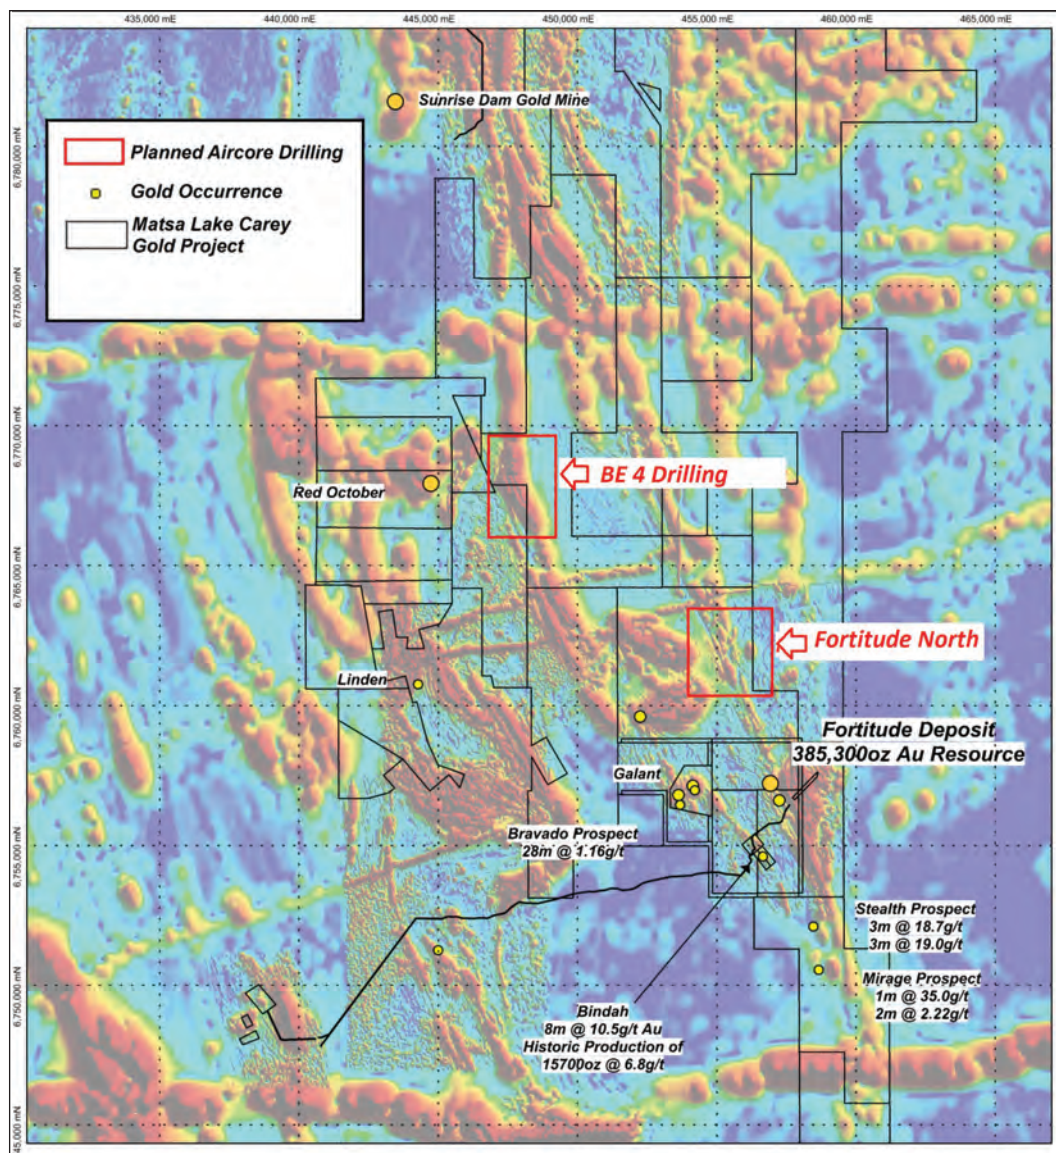 435,000 mE
440,000 mE
445,000 mE
450,000 mE
455,000 mE
460,000 mE
465,000 mE
Sunrise Dam Gold Mine
Planned Aircore Drilling
Gold Occurrence
Matsa Lake Carey
Gold Project
6,780,000 mN
6,775,000 mN
6,770,000 mN
6,765,000 mN
6,760,000 mN
6,755,000 mN
6,750,000 mN
45,000 mN
BE 4 Drilling
Red October
Fortitude North
Linden
Fortitude Deposit
385,300oz Au Resource
Galant
Bravado Prospect
28m @ 1.16g/t
Stealth Prospect
3m @ 18.7g/t
3m @ 19.0g/t
Mirage Prospect
1m @ 35.0g/t
2m @ 2.22g/t
Bindah
8m @ 10.5g/t Au
Historic Production of
15700oz @ 6.8g/t